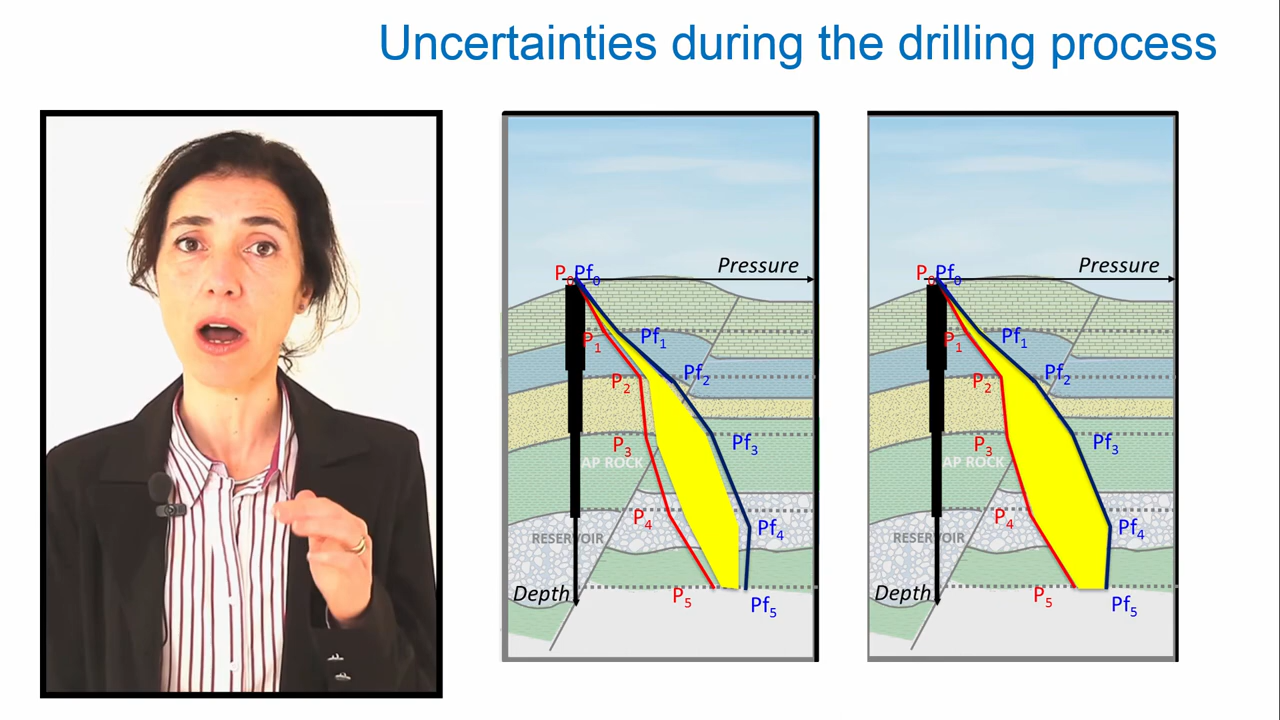 Uncertainties during the drilling process
Pressure
P0 Pf0
P1
Pf1
P2
Pf2
P3
Pf3
AP ROCK
P4
Pf4
RESERVOIR
Depth
P5
Pf5
Pressure
P0 Pf0
P1
Pf1
P2
Pf2
P3
Pf3
AP ROCK
P4
Pf4
RESERVOIR
Depth
P5
Pf5